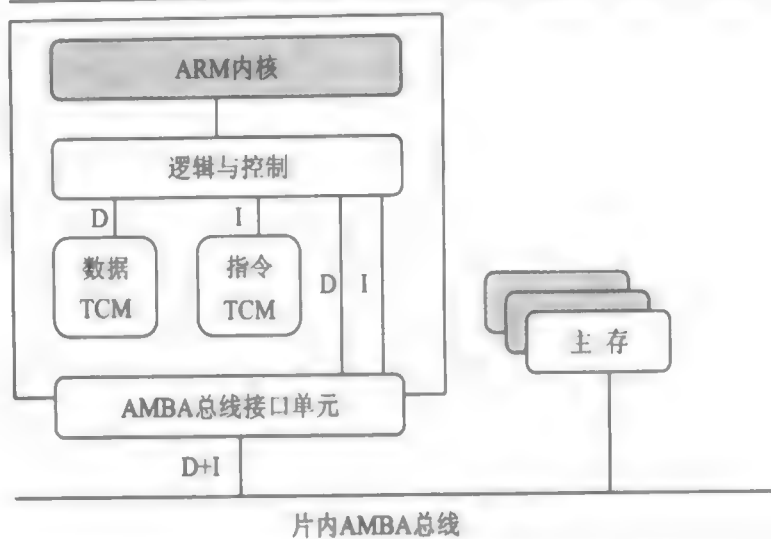 ARM内核
逻辑与控制
D
I
数据
TCM
指令
TCM
D
I
主 存
AMBA总线接口单元
D+I
片内AMBA总线